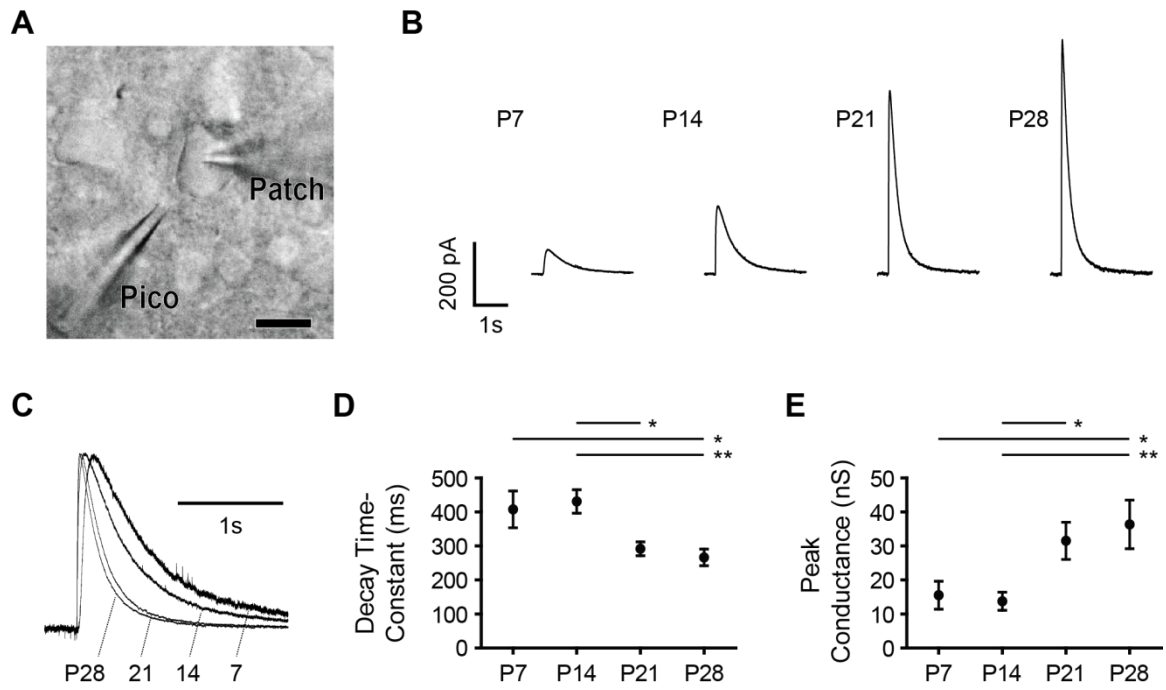 A
Patch
Pico
B
P7
P14
P21
P28
200 pA
1s
C
1s
P28
21
14
7
D
*
*
**
Decay Time-
Constant (ms)
500
400
300
200
100
0
P7
P14
P21
P28
E
*
*
**
Peak
Conductance (nS)
50
40
30
20
10
0
P7
P14
P21
P28